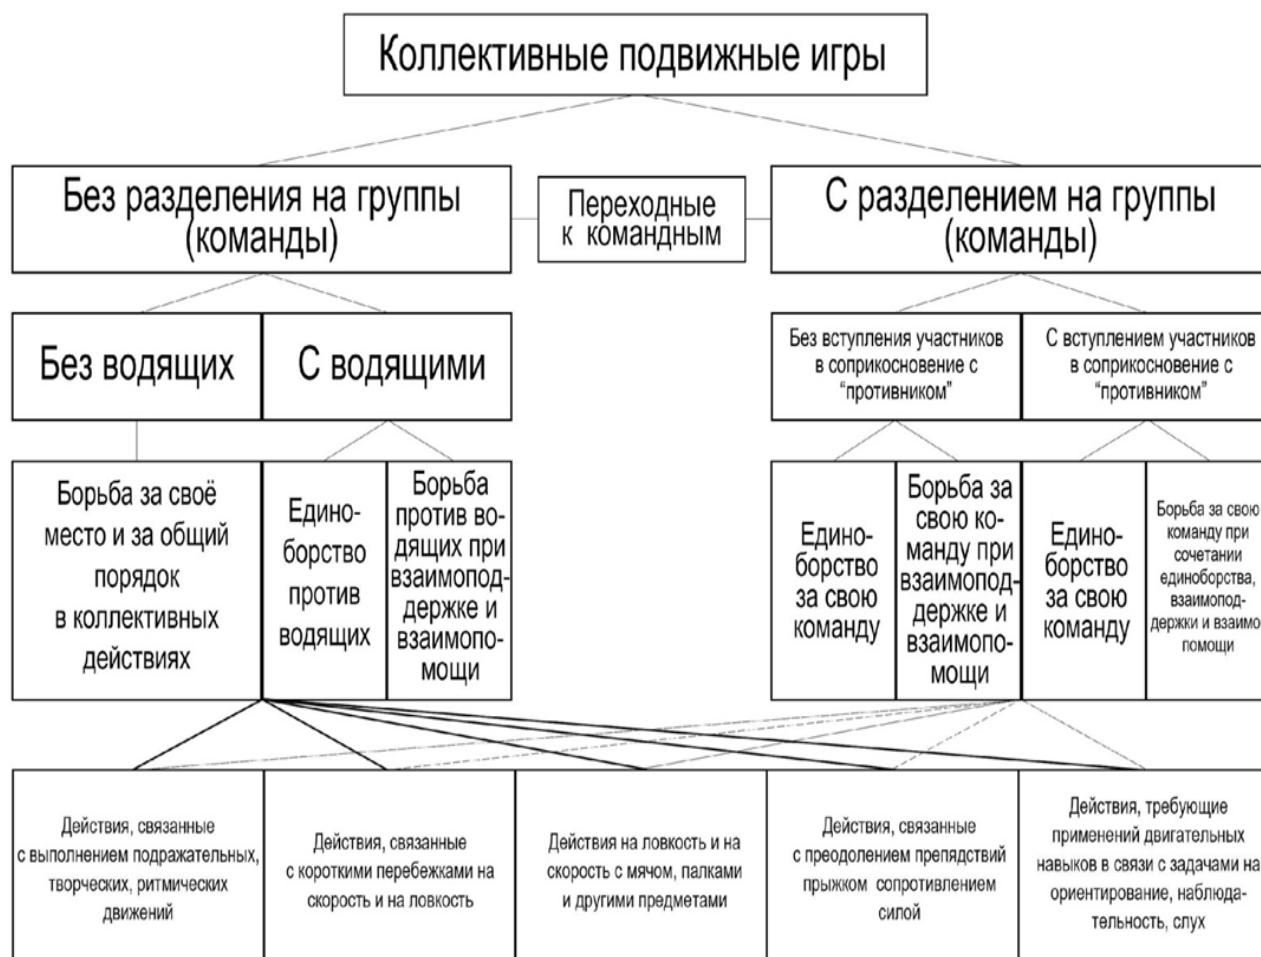 Коллективные подвижные игры
Без разделения на группы
(команды)
Переходные
к командным
С разделением на группы
(команды)
Без водящих
С водящими
Без вступления участников
в соприкосновение с
“противником”
С вступлением участников
в соприкосновение с
“противником”
Борьба за своё
место и за общий
порядок
в коллективных
действиях
Едино-
борство
против
водящих
Борьба
против во-
дящих при
взаимопод-
держке и
взаимопо-
мощи
Едино-
борство
за свою
команду
Борьба за
свою ко-
манду при
взаимопод-
держке и
взаимопо-
мощи
Едино-
борство
за свою
команду
Борьба за свою
команду при
сочетании
единоборства,
взаимопод-
держки и взаимо-
помощи
Действия, связанные
с выполнением подражательных,
творческих, ритмических
движений
Действия, связанные
с короткими перебежками на
скорость и на ловкость
Действия на ловкость и на
скорость с мячом, палками
и другими предметами
Действия, связанные
с преодолением препядствий
прыжком сопротивлением
силой
Действия, требующие
применений двигательных
навыков в связи с задачами на
ориентирование, наблюда-
тельность, слух